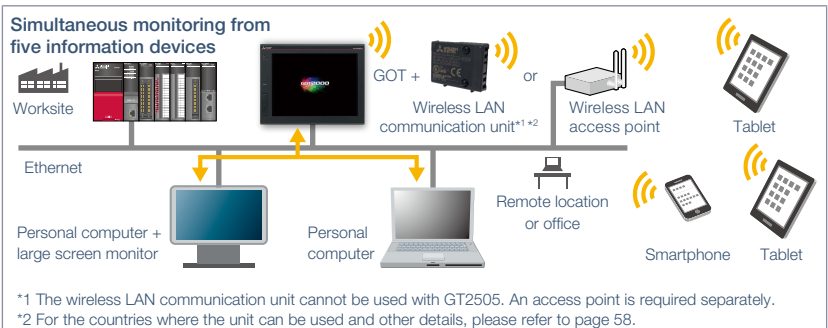 Simultaneous monitoring from
five information devices
Worksite
GOT +
Wireless LAN
communication unit*1 *2
or
Wireless LAN
access point
Tablet
Ethernet
Personal computer +
large screen monitor
Personal
computer
Remote location
or office
Smartphone
Tablet
*1 The wireless LAN communication unit cannot be used with GT2505. An access point is required separately.
*2 For the countries where the unit can be used and other details, please refer to page 58.